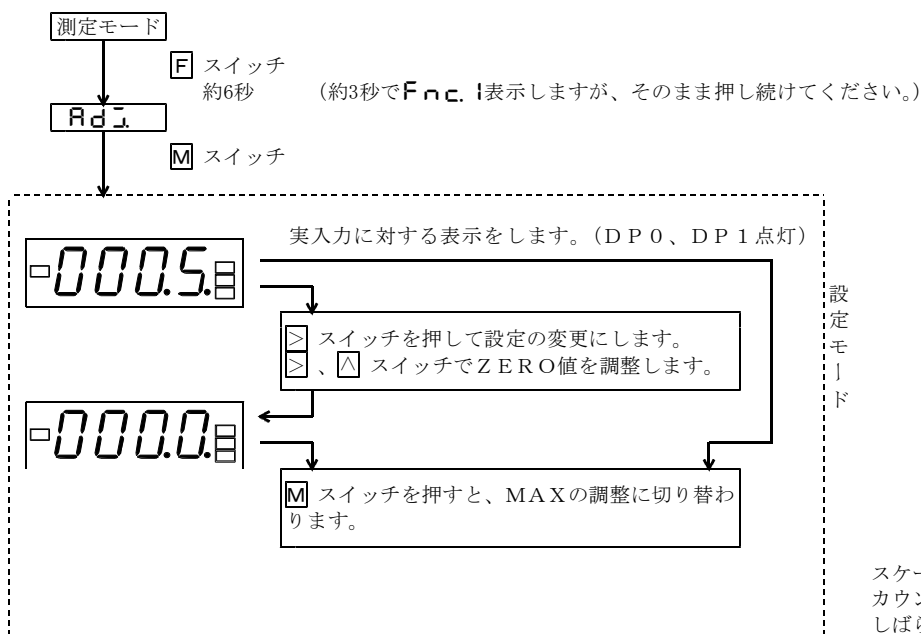 測定モード
F スイッチ
約6秒 （約3秒でFnc.1表示しますが、そのまま押し続けてください。）
Adj.
M スイッチ
実入力に対する表示をします。（ＤＰ０、ＤＰ１点灯）
-000.5.
> スイッチを押して設定の変更にします。
> 、∧ スイッチでＺＥＲＯ値を調整します。
設定モード
-000.0.
M スイッチを押すと、ＭＡＸの調整に切り替わ
ります。
スケー
カウン
しばら